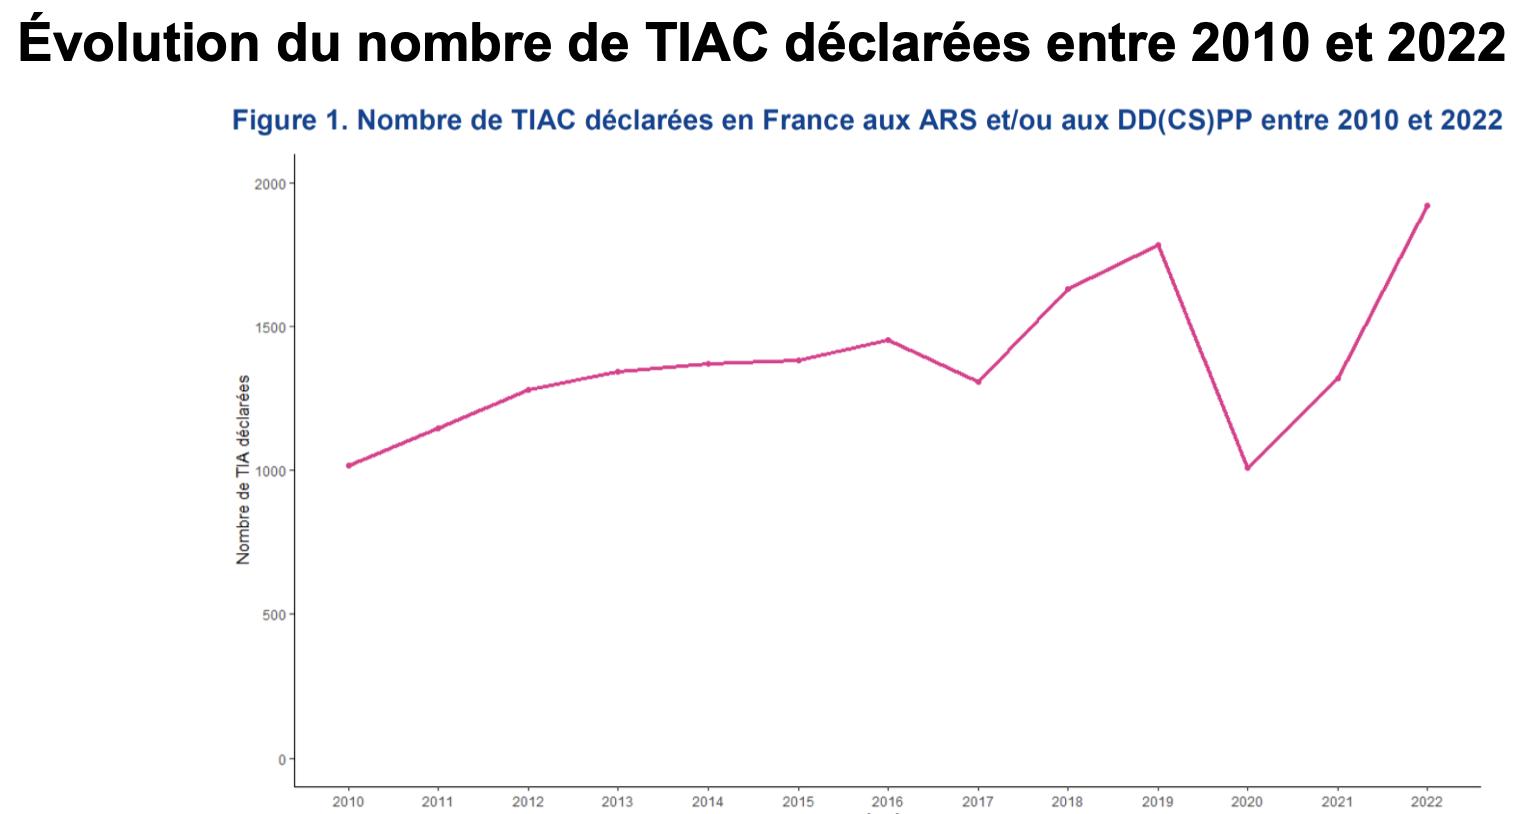 Évolution du nombre de TIAC déclarées entre 2010 et 2022
Figure 1. Nombre de TIAC déclarées en France aux ARS et/ou aux DD(CS)PP entre 2010 et 2022
2000
1500
1000
500
0
Nombre de TIA déclarées
2010 2011 2012 2013 2014 2015 2016 2017 2018 2019 2020 2021 2022